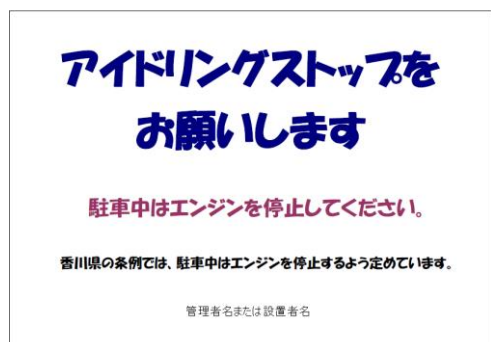 アイドリングストップを
お願いします
駐車中はエンジンを停止してください。
香川県の条例では、駐車中はエンジンを停止するよう定めています。
管理者名または設置者名